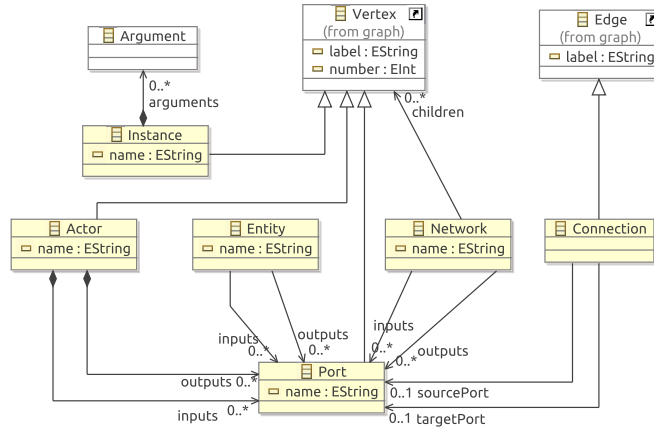 Argument
Vertex
(from graph)
label : EString
number : EInt
Edge
(from graph)
label : EString
0..*
arguments
0..*
children
Instance
name : EString
Actor
name : EString
Entity
name : EString
Network
name : EString
Connection
inputs
0..*
outputs
0..*
inputs
0..*
outputs
0..*
Port
name : EString
outputs 0..*
inputs 0..*
0..1 sourcePort
0..1 targetPort